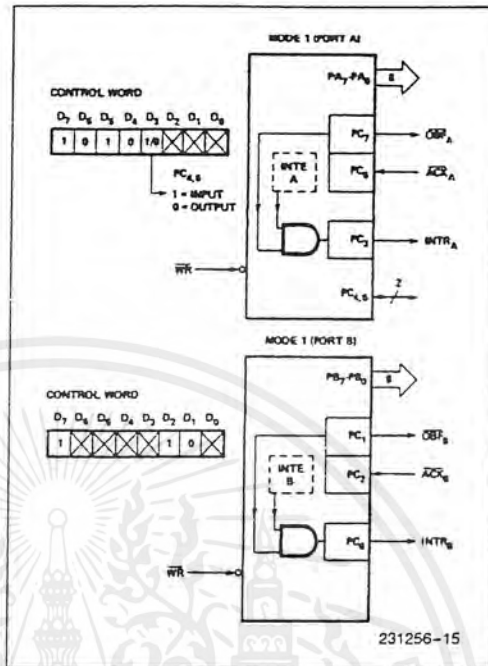 MODE 1 (PORT A)
CONTROL WORD
D7 D6 D5 D4 D3 D2 D1 D0
1 0 1 0 1/0
PC4,5
1 = INPUT
0 = OUTPUT
PA7-PA0
8
PC7
OBFA
INTE
A
PC6
ACKA
PC3
INTRA
WR
PC4,5
2
MODE 1 (PORT B)
CONTROL WORD
D7 D6 D5 D4 D3 D2 D1 D0
1 1 0
PB7-PB0
8
PC1
OBFB
INTE
B
PC2
ACKB
PC0
INTRB
WR
231256-15